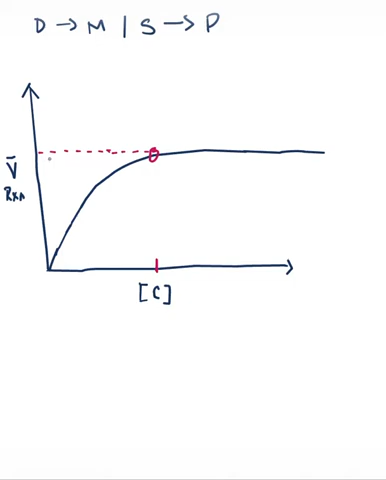 D → M | S → P
V̄
Rxn
[C]